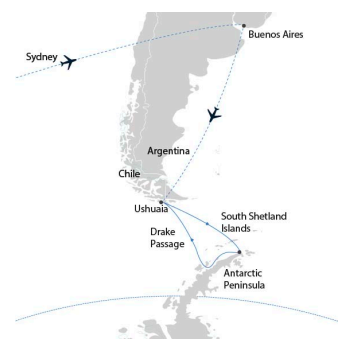 Buenos Aires
Sydney
Argentina
Chile
Ushuaia
South Shetland
Islands
Drake
Passage
Antarctic
Peninsula